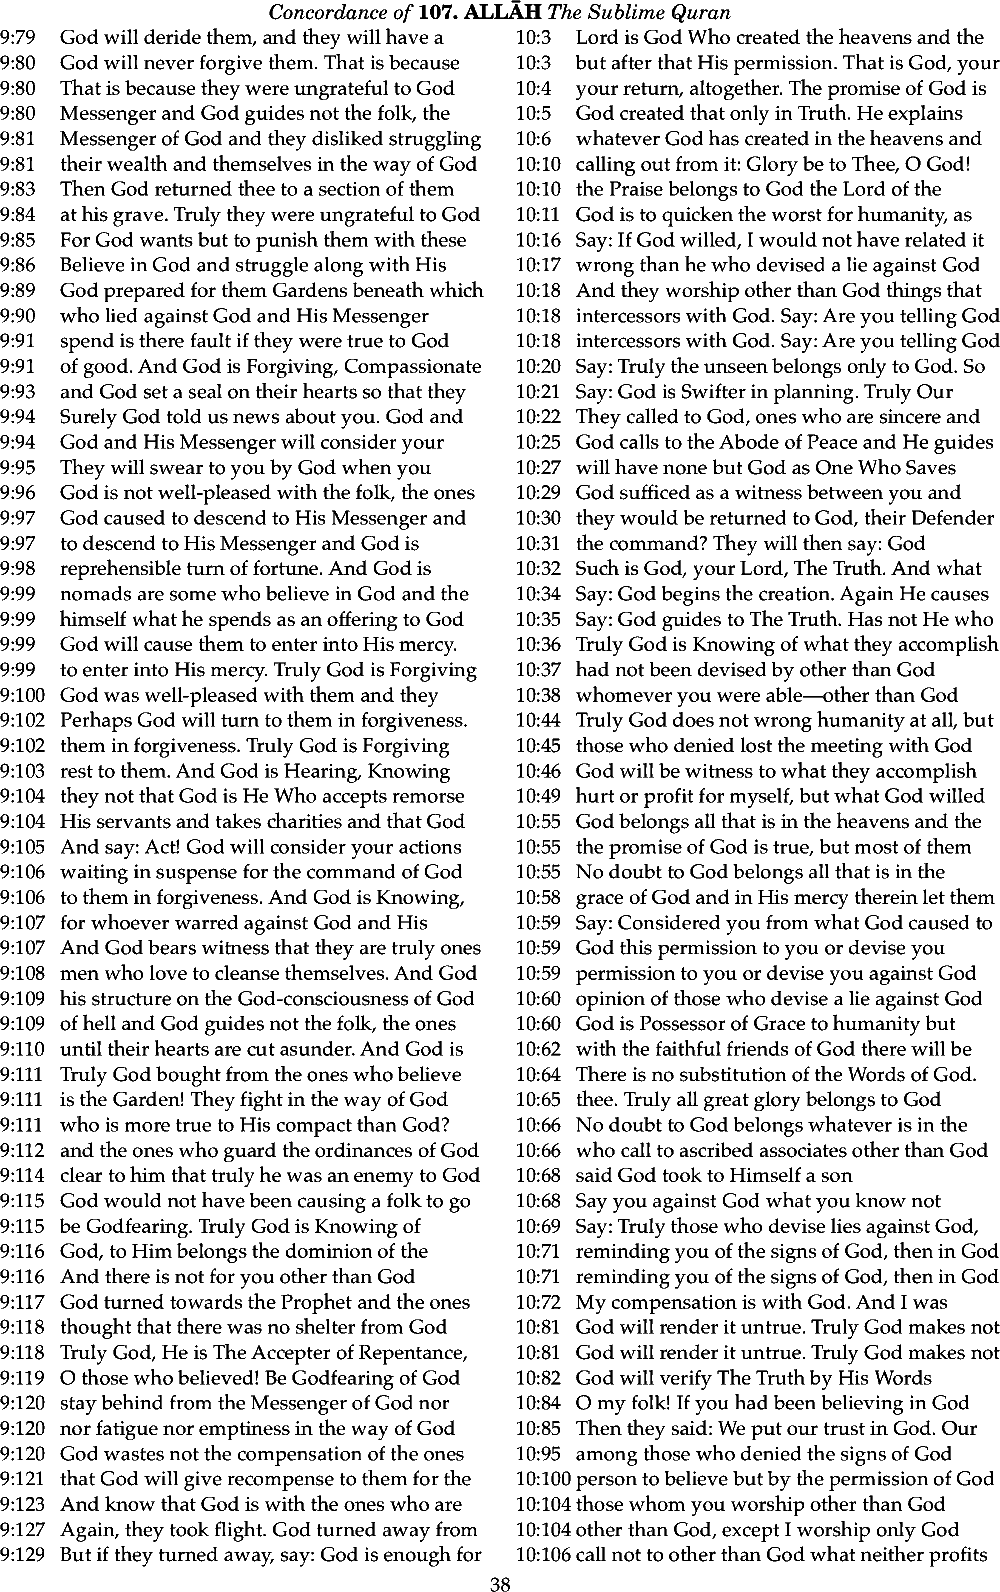 Concordance of 107. ALLĀH The Sublime Quran
9:79 God will deride them, and they will have a
9:80 God will never forgive them. That is because
9:80 That is because they were ungrateful to God
9:80 Messenger and God guides not the folk, the
9:81 Messenger of God and they disliked struggling
9:81 their wealth and themselves in the way of God
9:83 Then God returned thee to a section of them
9:84 at his grave. Truly they were ungrateful to God
9:85 For God wants but to punish them with these
9:86 Believe in God and struggle along with His
9:89 God prepared for them Gardens beneath which
9:90 who lied against God and His Messenger
9:91 spend is there fault if they were true to God
9:91 of good. And God is Forgiving, Compassionate
9:93 and God set a seal on their hearts so that they
9:94 Surely God told us news about you. God and
9:94 God and His Messenger will consider your
9:95 They will swear to you by God when you
9:96 God is not well-pleased with the folk, the ones
9:97 God caused to descend to His Messenger and
9:97 to descend to His Messenger and God is
9:98 reprehensible turn of fortune. And God is
9:99 nomads are some who believe in God and the
9:99 himself what he spends as an offering to God
9:99 God will cause them to enter into His mercy.
9:99 to enter into His mercy. Truly God is Forgiving
9:100 God was well-pleased with them and they
9:102 Perhaps God will turn to them in forgiveness.
9:102 them in forgiveness. Truly God is Forgiving
9:103 rest to them. And God is Hearing, Knowing
9:104 they not that God is He Who accepts remorse
9:104 His servants and takes charities and that God
9:105 And say: Act! God will consider your actions
9:106 waiting in suspense for the command of God
9:106 to them in forgiveness. And God is Knowing,
9:107 for whoever warred against God and His
9:107 And God bears witness that they are truly ones
9:108 men who love to cleanse themselves. And God
9:109 his structure on the God-consciousness of God
9:109 of hell and God guides not the folk, the ones
9:110 until their hearts are cut asunder. And God is
9:111 Truly God bought from the ones who believe
9:111 is the Garden! They fight in the way of God
9:111 who is more true to His compact than God?
9:112 and the ones who guard the ordinances of God
9:114 clear to him that truly he was an enemy to God
9:115 God would not have been causing a folk to go
9:115 be Godfearing. Truly God is Knowing of
9:116 God, to Him belongs the dominion of the
9:116 And there is not for you other than God
9:117 God turned towards the Prophet and the ones
9:118 thought that there was no shelter from God
9:118 Truly God, He is The Accepter of Repentance,
9:119 O those who believed! Be Godfearing of God
9:120 stay behind from the Messenger of God nor
9:120 nor fatigue nor emptiness in the way of God
9:120 God wastes not the compensation of the ones
9:121 that God will give recompense to them for the
9:123 And know that God is with the ones who are
9:127 Again, they took flight. God turned away from
9:129 But if they turned away, say: God is enough for
10:3 Lord is God Who created the heavens and the
10:3 but after that His permission. That is God, your
10:4 your return, altogether. The promise of God is
10:5 God created that only in Truth. He explains
10:6 whatever God has created in the heavens and
10:10 calling out from it: Glory be to Thee, O God!
10:10 the Praise belongs to God the Lord of the
10:11 God is to quicken the worst for humanity, as
10:16 Say: If God willed, I would not have related it
10:17 wrong than he who devised a lie against God
10:18 And they worship other than God things that
10:18 intercessors with God. Say: Are you telling God
10:18 intercessors with God. Say: Are you telling God
10:20 Say: Truly the unseen belongs only to God. So
10:21 Say: God is Swifter in planning. Truly Our
10:22 They called to God, ones who are sincere and
10:25 God calls to the Abode of Peace and He guides
10:27 will have none but God as One Who Saves
10:29 God sufficed as a witness between you and
10:30 they would be returned to God, their Defender
10:31 the command? They will then say: God
10:32 Such is God, your Lord, The Truth. And what
10:34 Say: God begins the creation. Again He causes
10:35 Say: God guides to The Truth. Has not He who
10:36 Truly God is Knowing of what they accomplish
10:37 had not been devised by other than God
10:38 whomever you were able—other than God
10:44 Truly God does not wrong humanity at all, but
10:45 those who denied lost the meeting with God
10:46 God will be witness to what they accomplish
10:49 hurt or profit for myself, but what God willed
10:55 God belongs all that is in the heavens and the
10:55 the promise of God is true, but most of them
10:55 No doubt to God belongs all that is in the
10:58 grace of God and in His mercy therein let them
10:59 Say: Considered you from what God caused to
10:59 God this permission to you or devise you
10:59 permission to you or devise you against God
10:60 opinion of those who devise a lie against God
10:60 God is Possessor of Grace to humanity but
10:62 with the faithful friends of God there will be
10:64 There is no substitution of the Words of God.
10:65 thee. Truly all great glory belongs to God
10:66 No doubt to God belongs whatever is in the
10:66 who call to ascribed associates other than God
10:68 said God took to Himself a son
10:68 Say you against God what you know not
10:69 Say: Truly those who devise lies against God,
10:71 reminding you of the signs of God, then in God
10:71 reminding you of the signs of God, then in God
10:72 My compensation is with God. And I was
10:81 God will render it untrue. Truly God makes not
10:81 God will render it untrue. Truly God makes not
10:82 God will verify The Truth by His Words
10:84 O my folk! If you had been believing in God
10:85 Then they said: We put our trust in God. Our
10:95 among those who denied the signs of God
10:100 person to believe but by the permission of God
10:104 those whom you worship other than God
10:104 other than God, except I worship only God
10:106 call not to other than God what neither profits
38